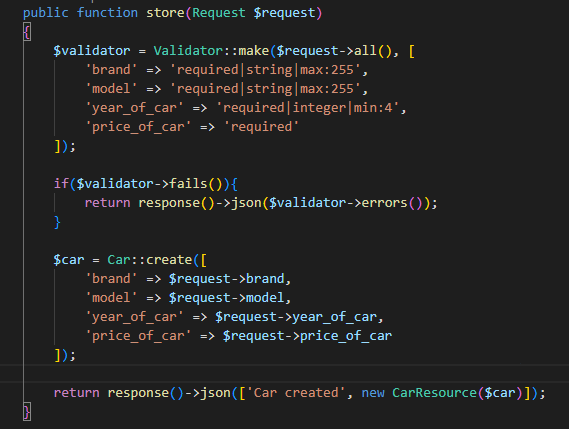 public function store(Request $request)
{
    $validator = Validator::make($request->all(), [
        'brand' => 'required|string|max:255',
        'model' => 'required|string|max:255',
        'year_of_car' => 'required|integer|min:4',
        'price_of_car' => 'required'
    ]);
    if($validator->fails()){
        return response()->json($validator->errors());
    }
    $car = Car::create([
        'brand' => $request->brand,
        'model' => $request->model,
        'year_of_car' => $request->year_of_car,
        'price_of_car' => $request->price_of_car
    ]);
    return response()->json(['Car created', new CarResource($car)]);
}